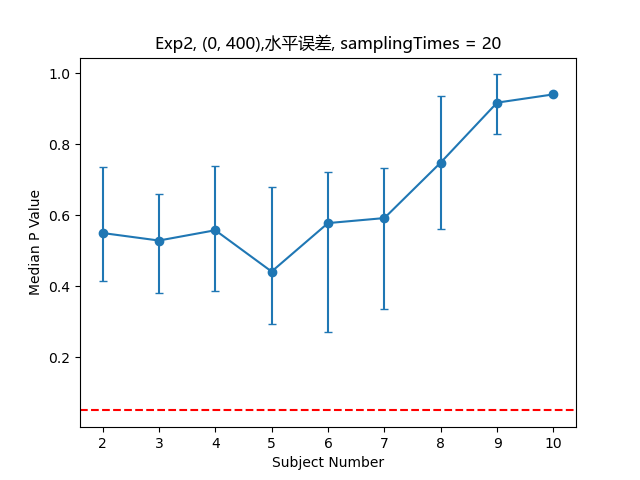 Exp2, (0, 400),水平误差, samplingTimes = 20
1.0
0.8
0.6
0.4
0.2
Median P Value
2 3 4 5 6 7 8 9 10
Subject Number